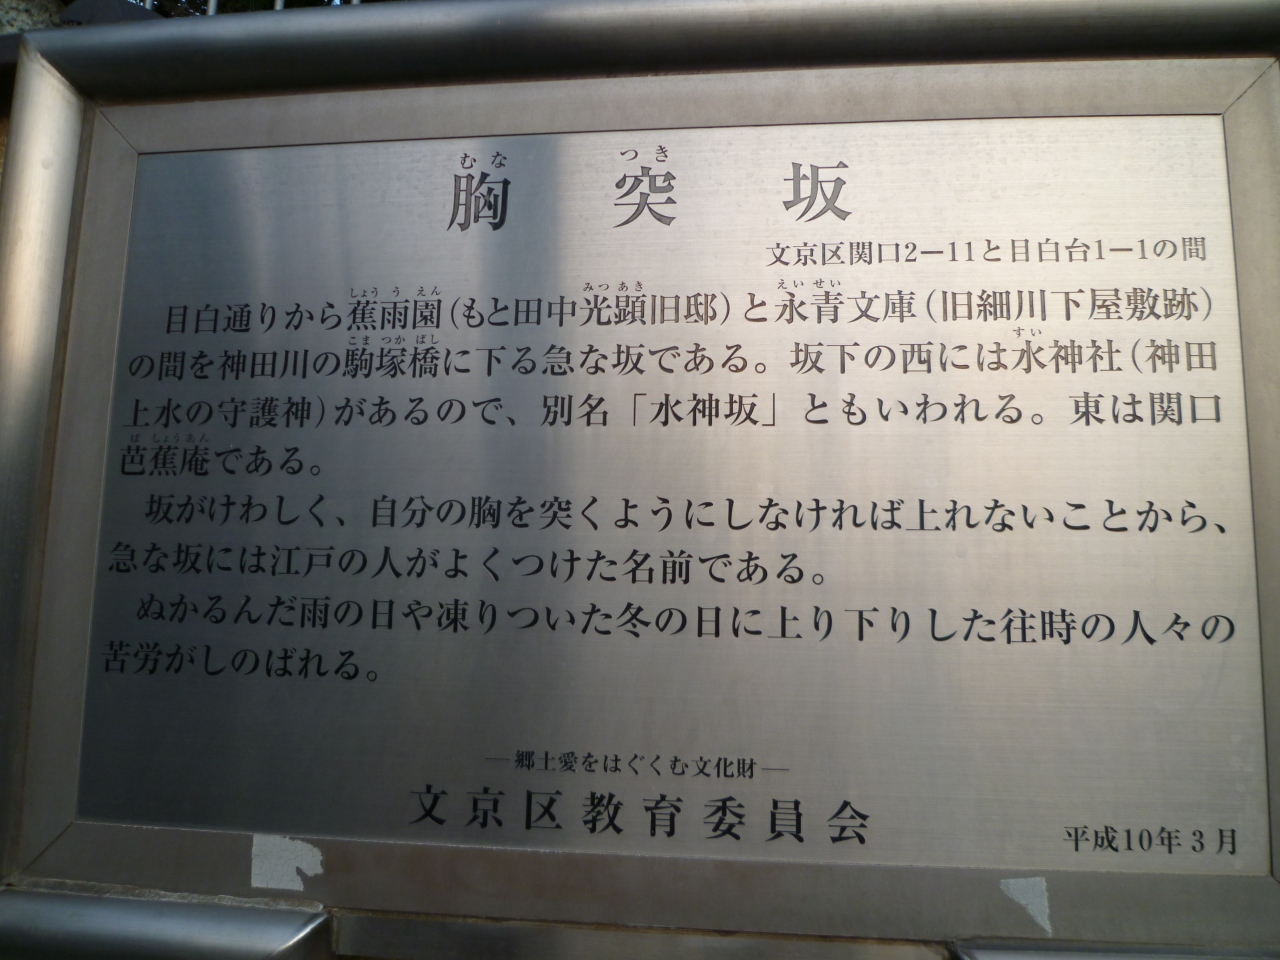 むな つき
胸突坂
文京区関口2−11と目白台1−1の間
しょう う えん みつ あき えい せい
目白通りから蕉雨園(もと田中光顕旧邸)と永青文庫(旧細川下屋敷跡)
こま つか ばし すい
の間を神田川の駒塚橋に下る急な坂である。坂下の西には水神社(神田
上水の守護神)があるので、別名「水神坂」ともいわれる。東は関口
ば しょう あん
芭蕉庵である。
坂がけわしく、自分の胸を突くようにしなければ上れないことから、
急な坂には江戸の人がよくつけた名前である。
ぬかるんだ雨の日や凍りついた冬の日に上り下りした往時の人々の
苦労がしのばれる。
―郷土愛をはぐくむ文化財―
文京区教育委員会
平成10年3月